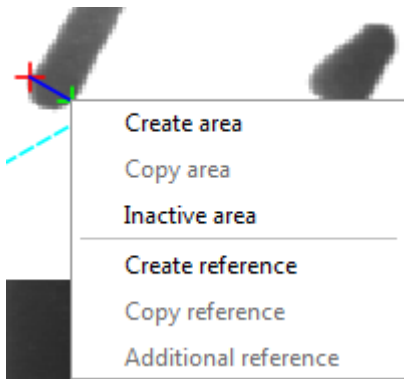 Create area
Copy area
Inactive area
Create reference
Copy reference
Additional reference